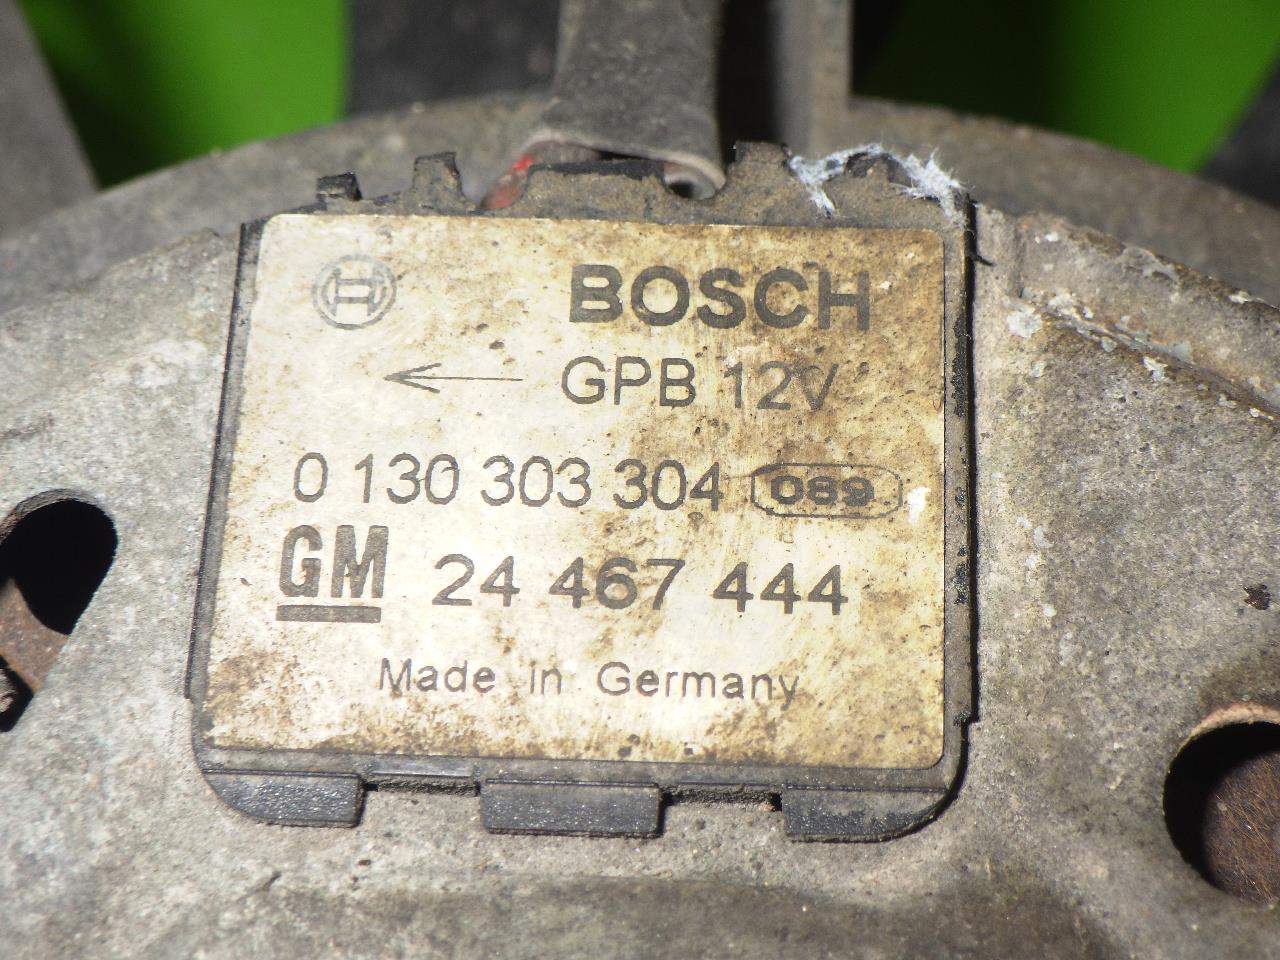 BOSCH
GPB 12V
0 130 303 304 089
GM 24 467 444
Made in Germany